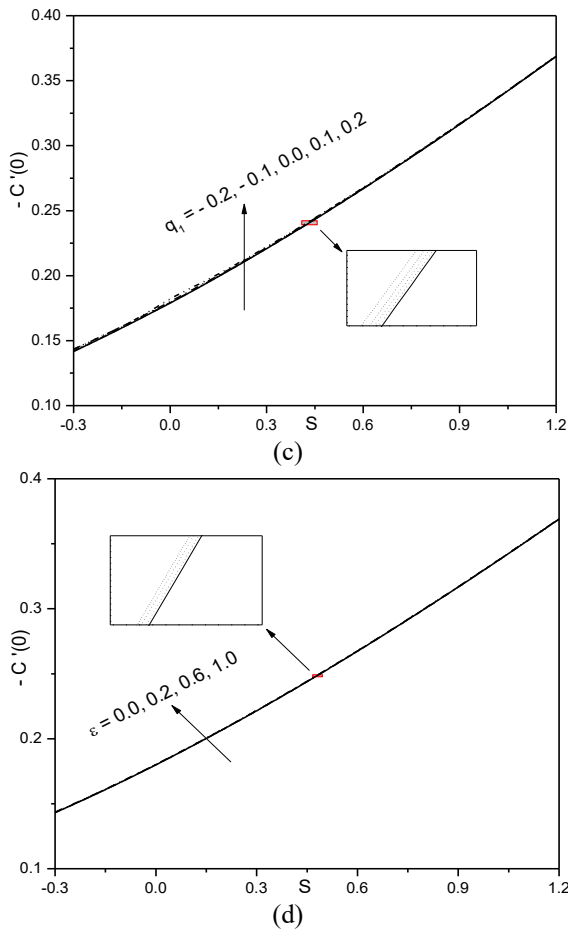 0.40
0.35
0.30
0.25
0.20
0.15
0.10
- C '(0)
q₁ = - 0.2, - 0.1, 0.0, 0.1, 0.2
-0.3 0.0 0.3 0.6 0.9 1.2
S
(c)
0.4
0.3
0.2
0.1
- C '(0)
ε = 0.0, 0.2, 0.6, 1.0
-0.3 0.0 0.3 0.6 0.9 1.2
S
(d)